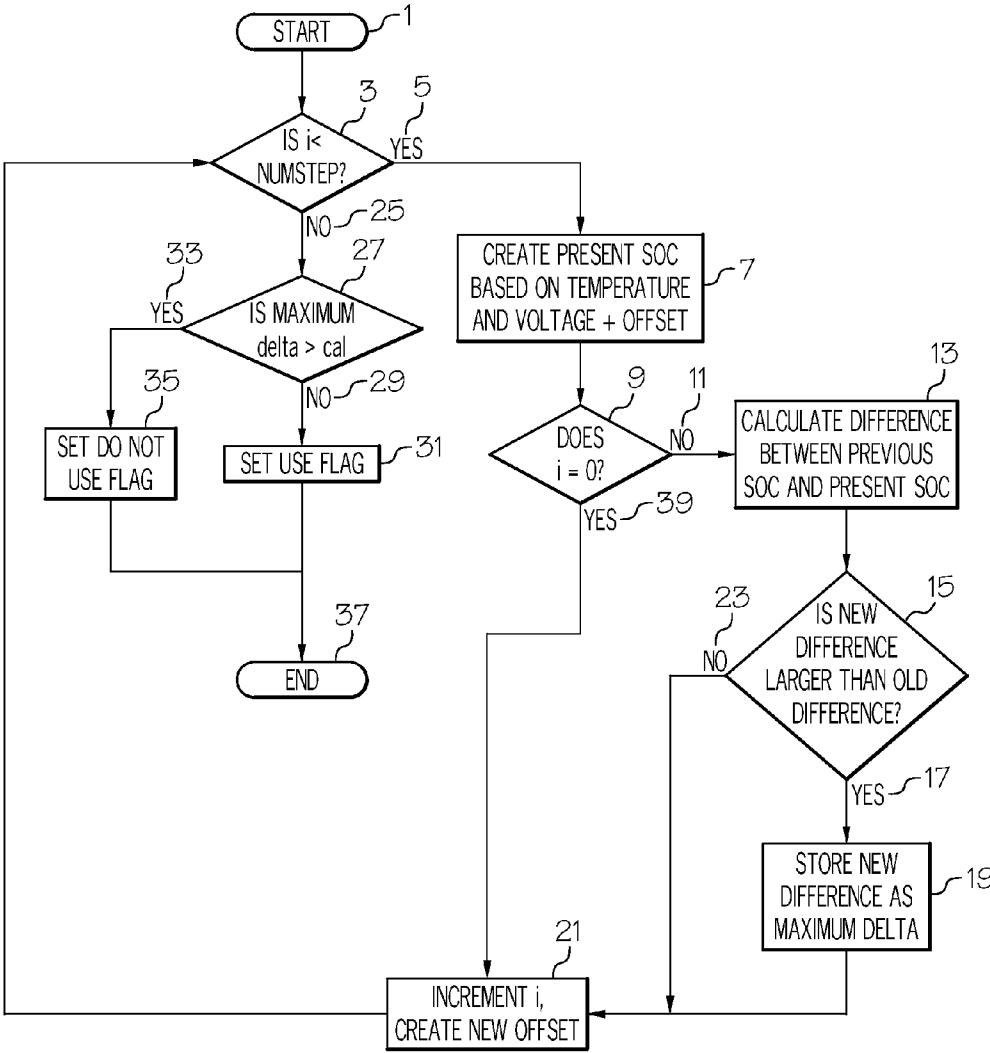 START
1
IS i<
NUMSTEP?
3
5
YES
NO
25
CREATE PRESENT SOC
BASED ON TEMPERATURE
AND VOLTAGE + OFFSET
7
33
YES
27
IS MAXIMUM
delta > cal
NO
29
35
SET DO NOT
USE FLAG
SET USE FLAG
31
9
DOES
i = 0?
11
NO
YES
39
13
CALCULATE DIFFERENCE
BETWEEN PREVIOUS
SOC AND PRESENT SOC
15
IS NEW
DIFFERENCE
LARGER THAN OLD
DIFFERENCE?
23
NO
YES
17
37
END
STORE NEW
DIFFERENCE AS
MAXIMUM DELTA
19
21
INCREMENT i,
CREATE NEW OFFSET